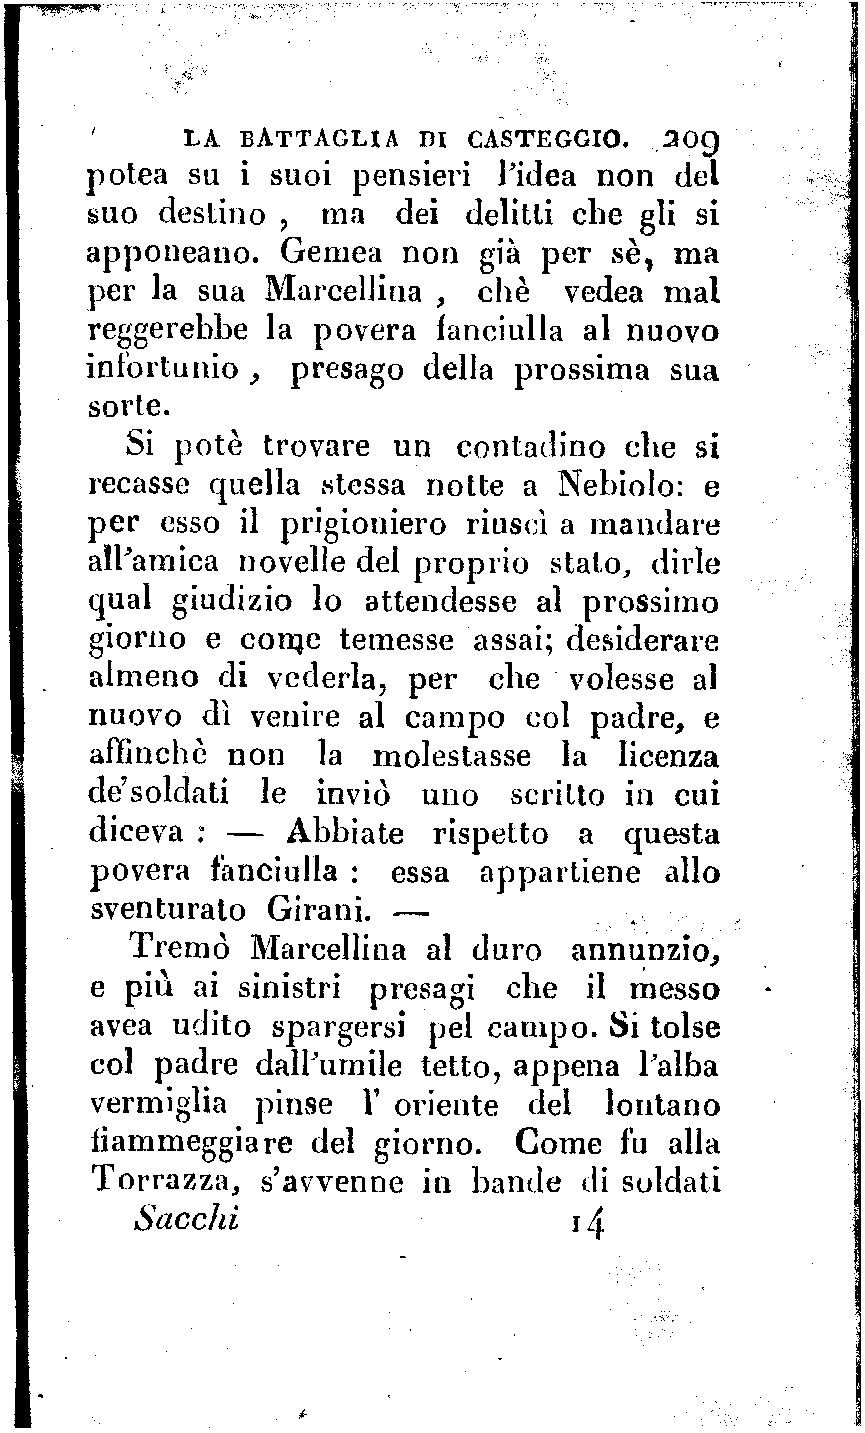 LA BATTAGLIA DI CASTEGGIO. 209
potea su i suoi pensieri l'idea non del
suo destino , ma dei delitti che gli si
apponeano. Gemea non già per sè, ma
per la sua Marcellina , chè vedea mal
reggerebbe la povera fanciulla al nuovo
infortunio , presago della prossima sua
sorte.
Si potè trovare un contadino che si
recasse quella stessa notte a Nebiolo: e
per esso il prigioniero riuscì a mandare
all'amica novelle del proprio stato, dirle
qual giudizio lo attendesse al prossimo
giorno e come temesse assai; desiderare
almeno di vederla, per che volesse al
nuovo dì venire al campo col padre, e
affinchè non la molestasse la licenza
de'soldati le inviò uno scritto in cui
diceva : — Abbiate rispetto a questa
povera fanciulla : essa appartiene allo
sventurato Girani. —
Tremò Marcellina al duro annunzio,
e più ai sinistri presagi che il messo
avea udito spargersi pel campo. Si tolse
col padre dall'umile tetto, appena l'alba
vermiglia pinse l' oriente del lontano
fiammeggiare del giorno. Come fu alla
Torrazza, s'avvenne in bande di soldati
Sacchi 14